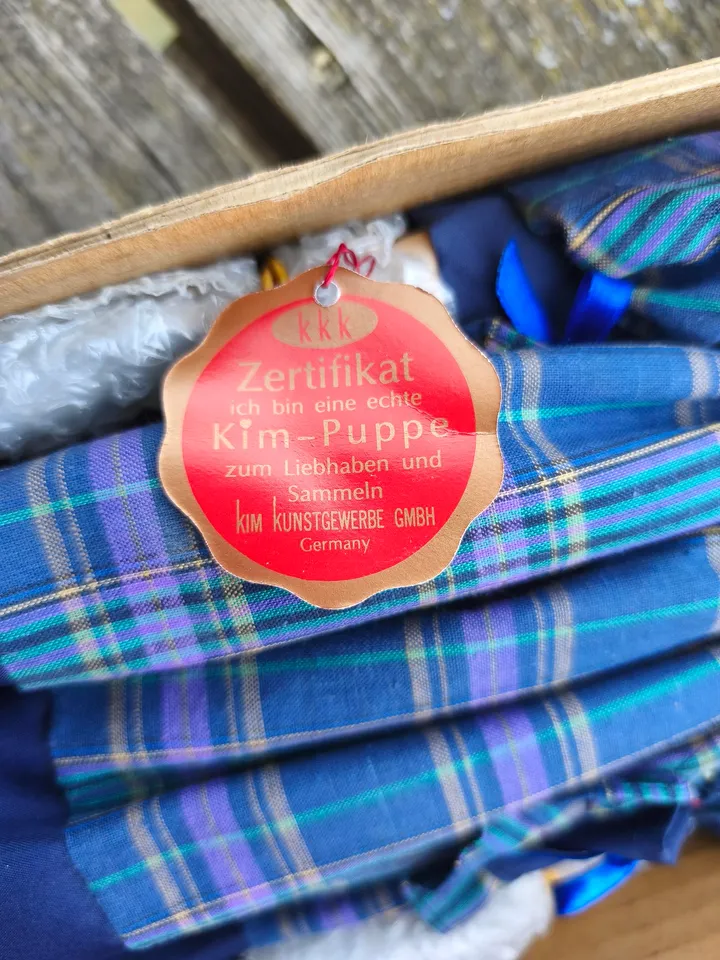 kkk
Zertifikat
ich bin eine echte
Kim-Puppe
zum Liebhaben und
Sammeln
KIM KUNSTGEWERBE GMBH
Germany